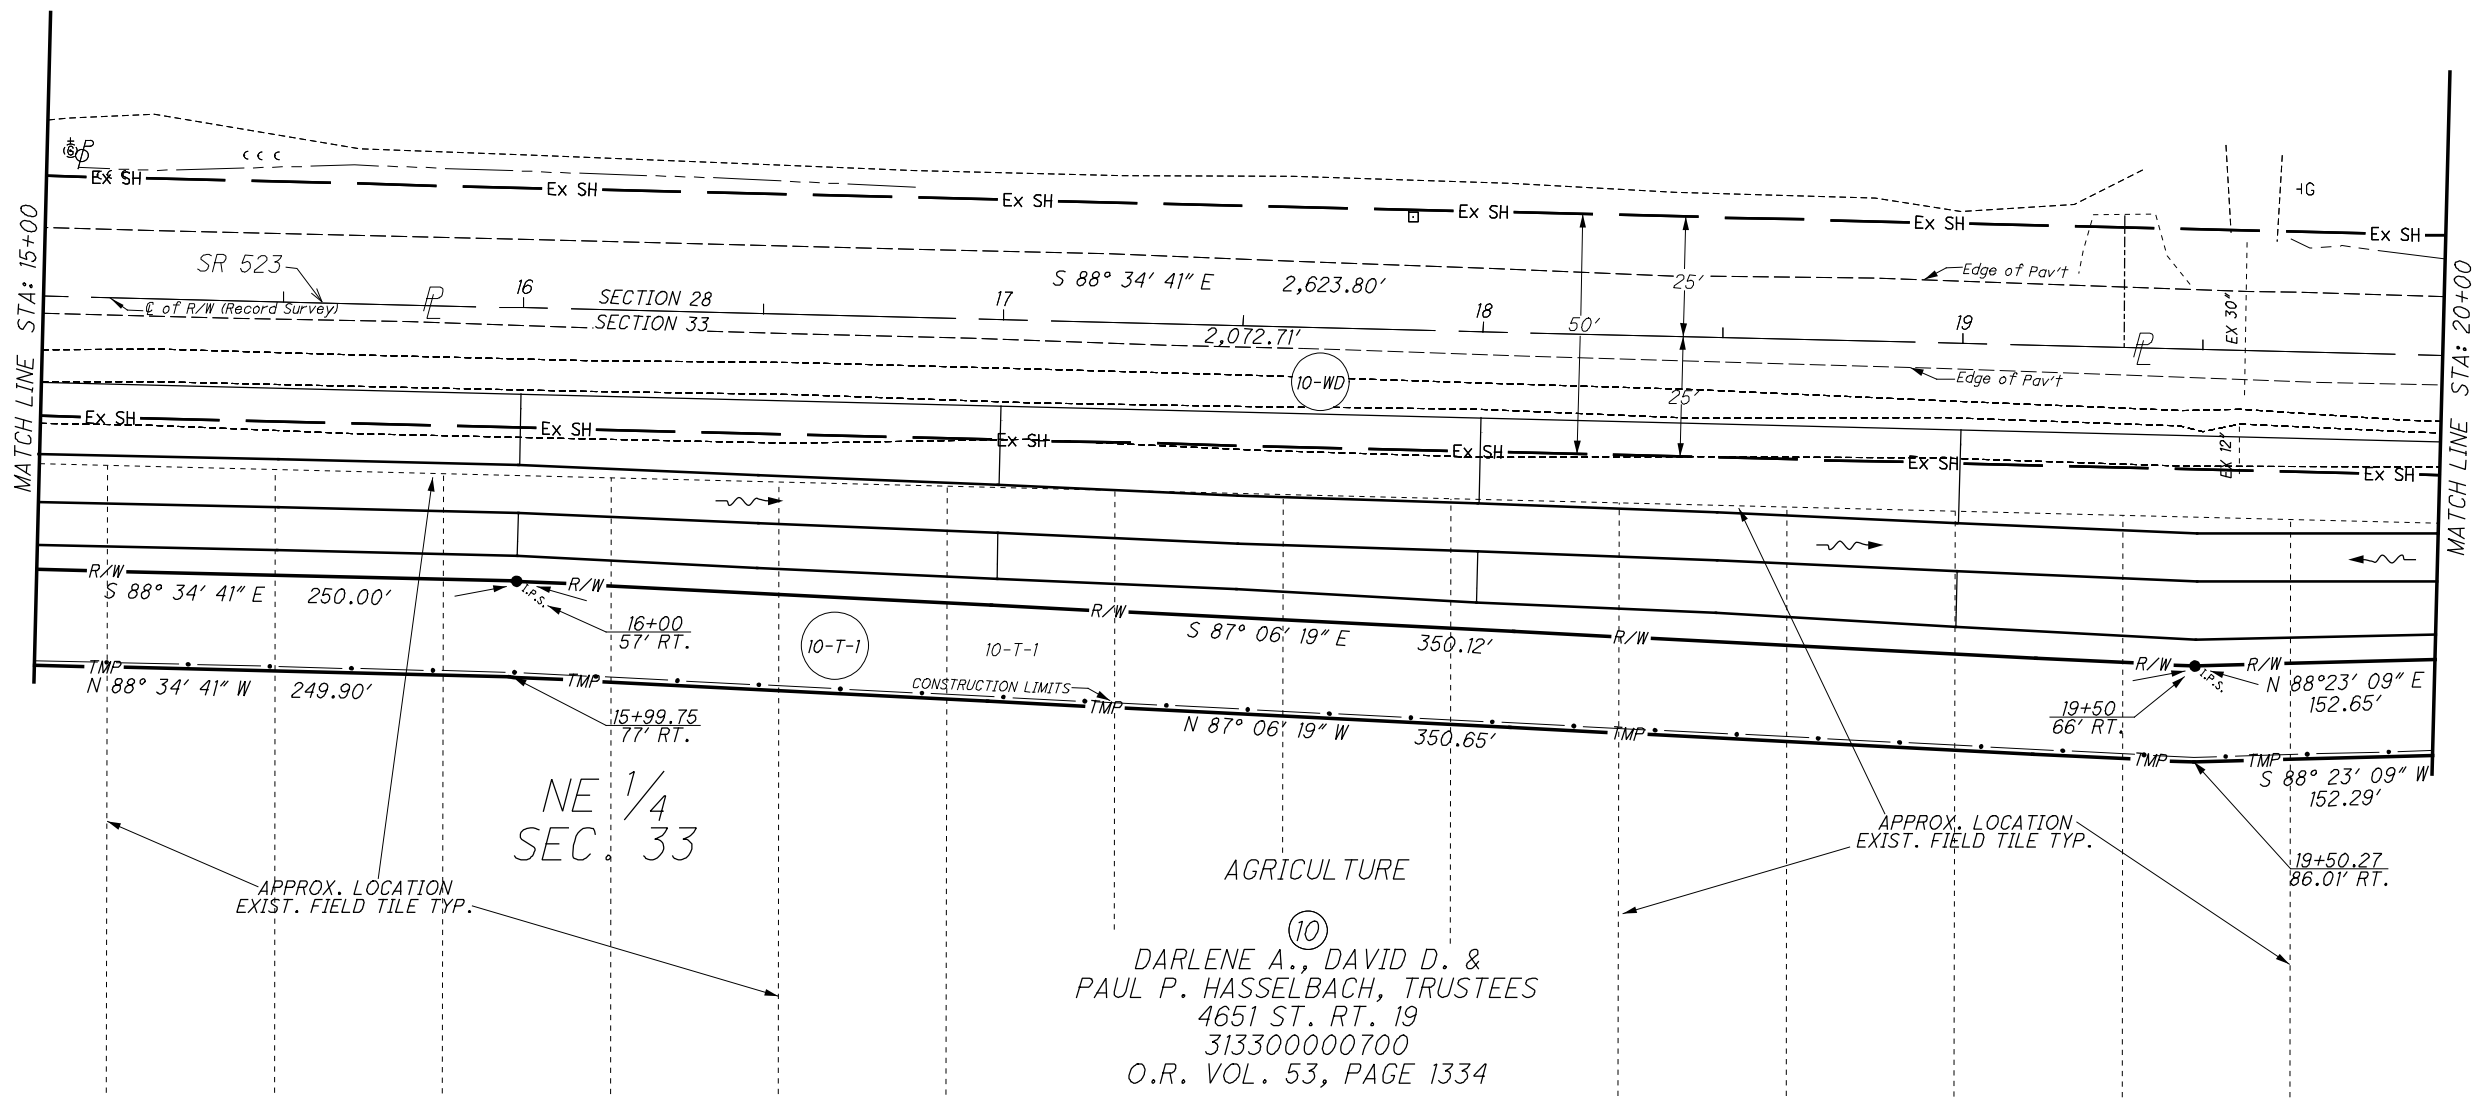 MATCH LINE STA: 15+00
MATCH LINE STA: 20+00
Ex SH
Ex SH
Ex SH
Ex SH
Ex SH
Ex SH
G
SR 523
℄ of R/W (Record Survey)
16
17
18
19
SECTION 28
SECTION 33
S 88° 34' 41" E 2,623.80'
2,072.71'
25'
50'
25'
Edge of Pav't
Edge of Pav't
EX 30"
EX 12"
10-WD
Ex SH
Ex SH
Ex SH
Ex SH
Ex SH
Ex SH
R/W
R/W
R/W
R/W
R/W
R/W
S 88° 34' 41" E 250.00'
I.P.S.
16+00
57' RT.
10-T-1
10-T-1
S 87° 06' 19" E 350.12'
I.P.S.
N 88°23' 09" E
152.65'
19+50
66' RT.
TMP
TMP
TMP
TMP
TMP
TMP
N 88° 34' 41" W 249.90'
CONSTRUCTION LIMITS
15+99.75
77' RT.
N 87° 06' 19" W 350.65'
S 88° 23' 09" W
152.29'
NE 1/4
SEC. 33
APPROX. LOCATION
EXIST. FIELD TILE TYP.
APPROX. LOCATION
EXIST. FIELD TILE TYP.
19+50.27
86.01' RT.
AGRICULTURE
10
DARLENE A., DAVID D. &
PAUL P. HASSELBACH, TRUSTEES
4651 ST. RT. 19
313300000700
O.R. VOL. 53, PAGE 1334